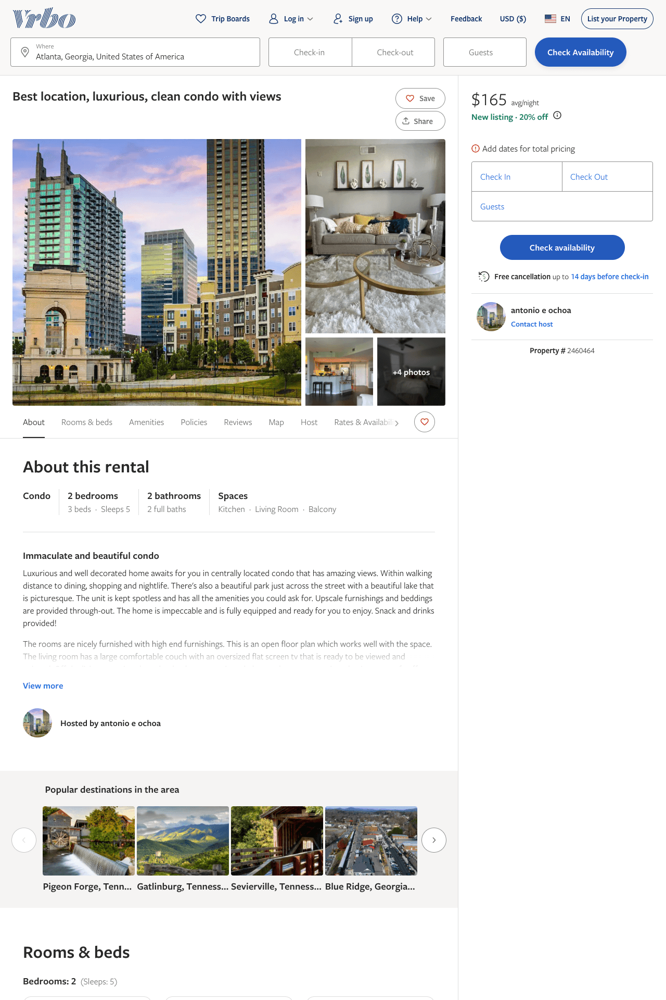 Vrbo
Trip Boards
Log in
Sign up
Help
Feedback
USD ($)
EN
List your Property
Where
Atlanta, Georgia, United States of America
Check-in
Check-out
Guests
Check Availability
Best location, luxurious, clean condo with views
Save
Share
+4 photos
$165 avg/night
New listing · 20% off
Add dates for total pricing
Check In
Check Out
Guests
Check availability
Free cancellation up to 14 days before check-in
antonio e ochoa
Contact host
Property # 2460464
About
Rooms & beds
Amenities
Policies
Reviews
Map
Host
Rates & Availabili
About this rental
Condo
2 bedrooms
3 beds · Sleeps 5
2 bathrooms
2 full baths
Spaces
Kitchen · Living Room · Balcony
Immaculate and beautiful condo
Luxurious and well decorated home awaits for you in centrally located condo that has amazing views. Within walking
distance to dining, shopping and nightlife. There's also a beautiful park just across the street with a beautiful lake that
is picturesque. The unit is kept spotless and has all the amenities you could ask for. Upscale furnishings and beddings
are provided through-out. The home is impeccable and is fully equipped and ready for you to enjoy. Snack and drinks
provided!
The rooms are nicely furnished with high end furnishings. This is an open floor plan which works well with the space.
The living room has a large comfortable couch with an oversized flat screen tv that is ready to be viewed and
View more
Hosted by antonio e ochoa
Popular destinations in the area
Pigeon Forge, Tenn...
Gatlinburg, Tenness...
Sevierville, Tenness...
Blue Ridge, Georgia...
Rooms & beds
Bedrooms: 2 (Sleeps: 5)